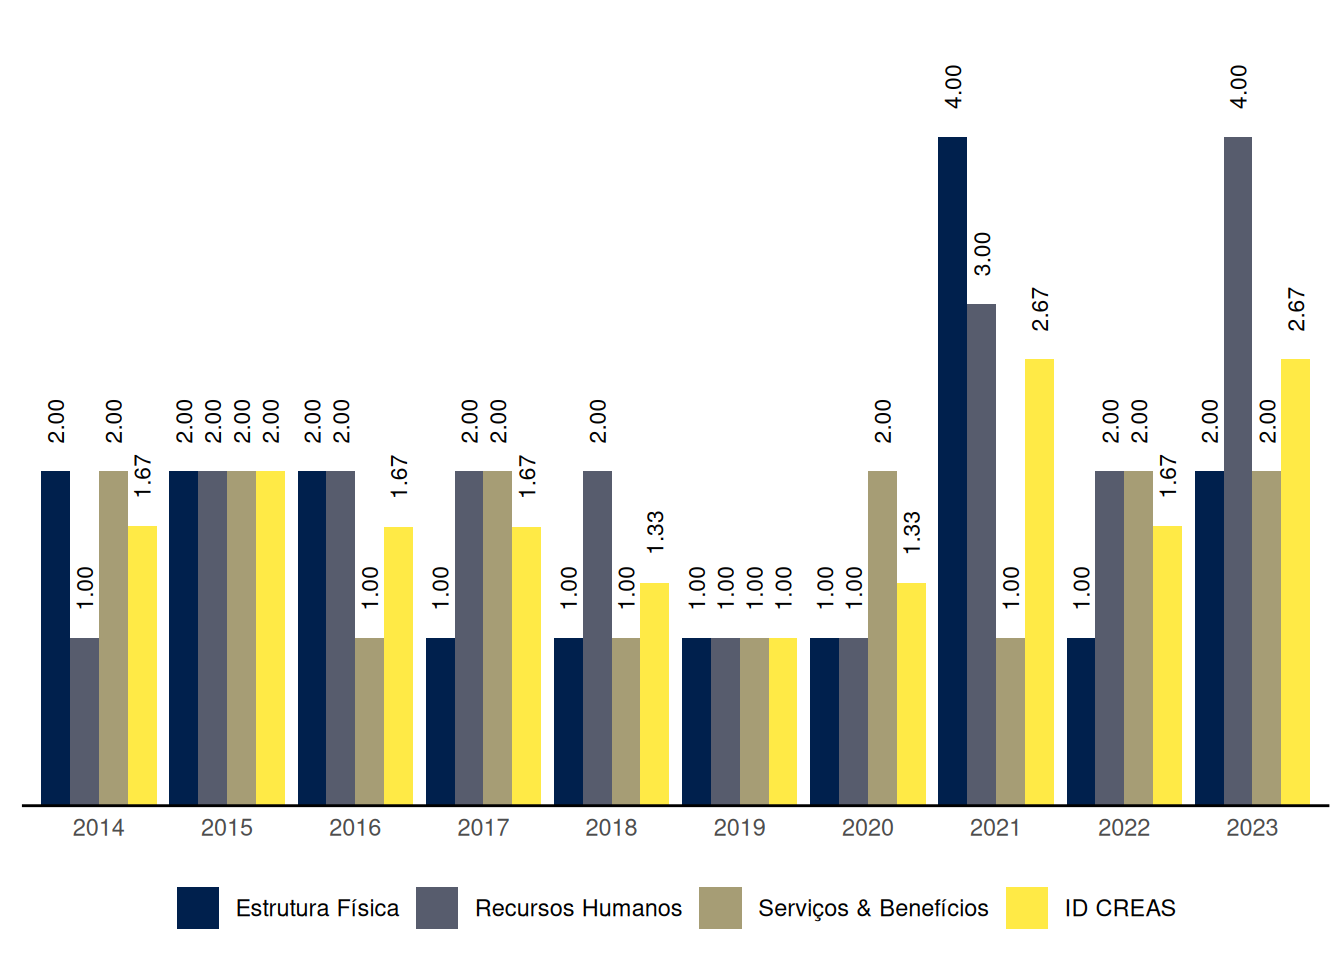 4.00 4.00
3.00
2.67 2.67
2.00 2.00 2.00 2.00 2.00 2.00 2.00 2.00 2.00 2.00 2.00 2.00 2.00 2.00 2.00 2.00
1.67 1.67 1.67 1.67
1.33 1.33
1.00 1.00 1.00 1.00 1.00 1.00 1.00 1.00 1.00 1.00 1.00 1.00 1.00
2014 2015 2016 2017 2018 2019 2020 2021 2022 2023
Estrutura Física Recursos Humanos Serviços & Benefícios ID CREAS